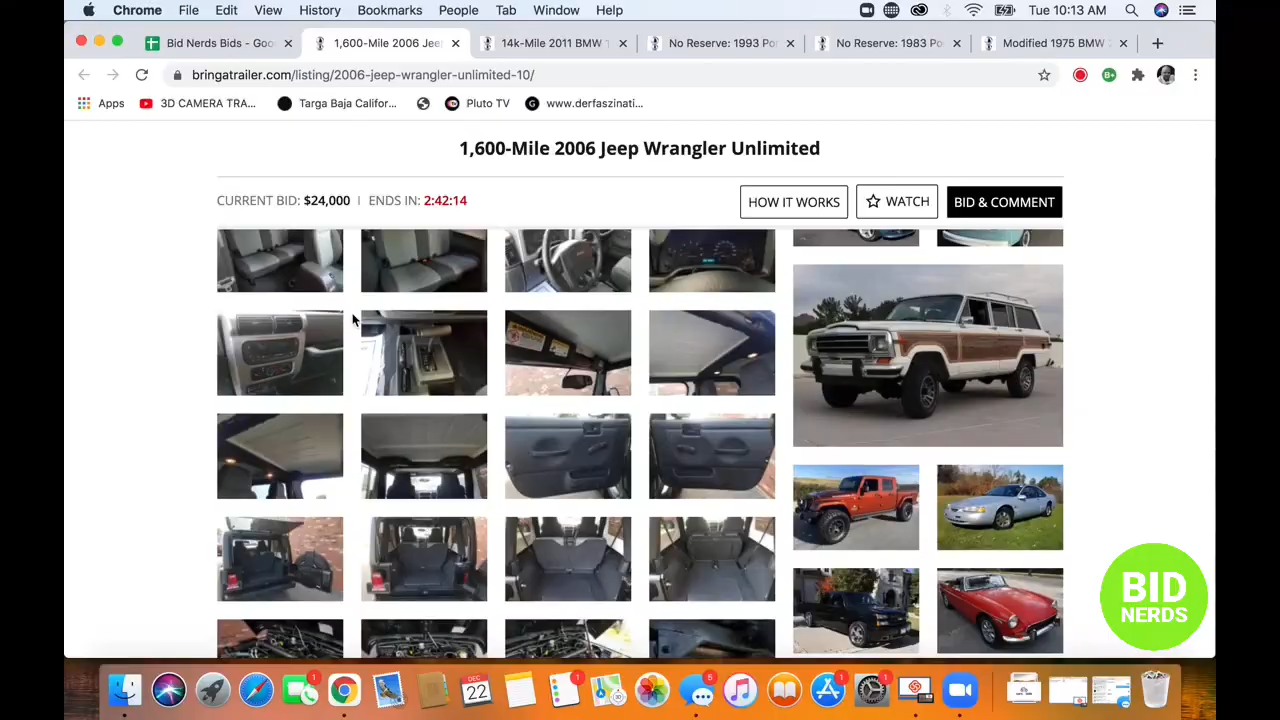 Chrome File Edit View History Bookmarks People Tab Window Help Tue 10:13 AM
Bid Nerds Bids - Goo 1,600-Mile 2006 Jee 14k-Mile 2011 BMW No Reserve: 1993 Por No Reserve: 1983 Po Modified 1975 BMW
bringatrailer.com/listing/2006-jeep-wrangler-unlimited-10/
Apps 3D CAMERA TRA... Targa Baja Califor... Pluto TV www.derfaszinati...
1,600-Mile 2006 Jeep Wrangler Unlimited
CURRENT BID: $24,000 | ENDS IN: 2:42:14 HOW IT WORKS WATCH BID & COMMENT
BID
NERDS
DEC
22